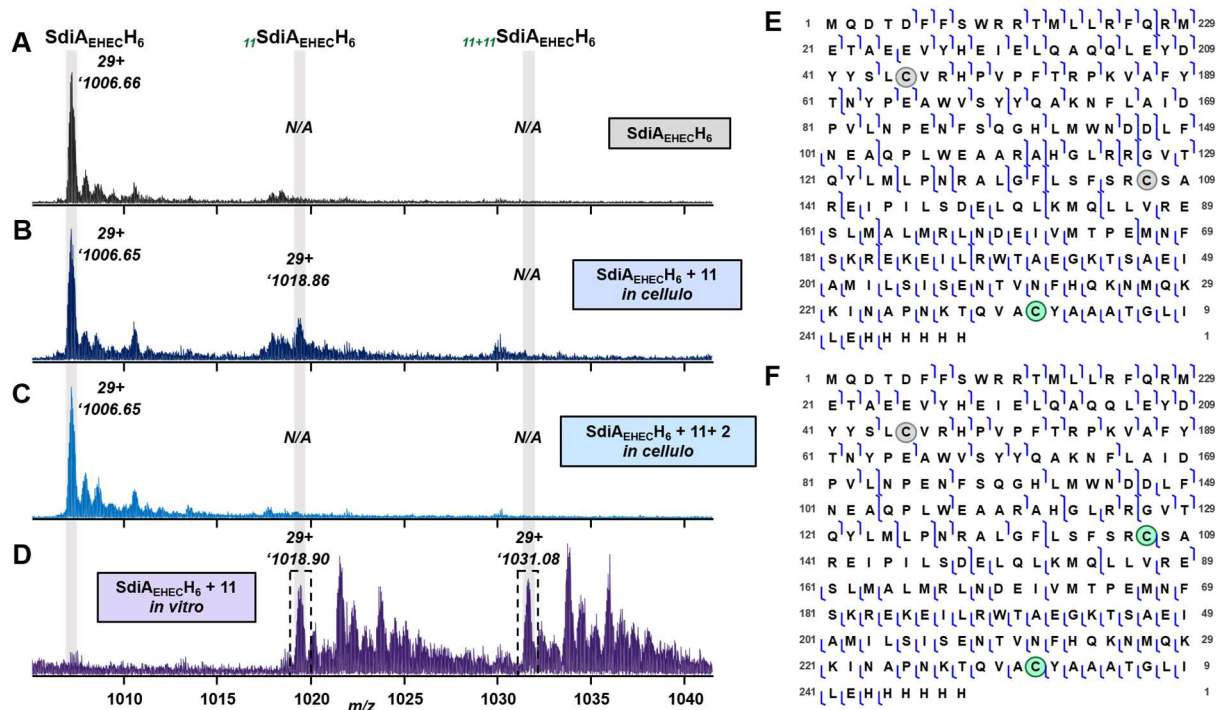 A
SdiA_EHEC H₆
₁₁SdiA_EHEC H₆
₁₁₊₁₁SdiA_EHEC H₆
29+
‘1006.66
N/A
N/A
SdiA_EHEC H₆
B
29+
‘1006.65
29+
‘1018.86
N/A
SdiA_EHEC H₆ + 11
in cellulo
C
29+
‘1006.65
N/A
N/A
SdiA_EHEC H₆ + 11+ 2
in cellulo
D
SdiA_EHEC H₆ + 11
in vitro
29+
‘1018.90
29+
‘1031.08
1010 1015 1020 1025 1030 1035 1040
m/z
E
1 M Q D T D F F S W R R T M L L R F Q R M 229
21 E T A E E V Y H E I E L Q A Q Q L E Y D 209
41 Y Y S L C V R H P V P F T R P K V A F Y 189
61 T N Y P E A W V S Y Y Q A K N F L A I D 169
81 P V L N P E N F S Q G H L M W N D D L F 149
101 N E A Q P L W E A A R A H G L R R G V T 129
121 Q Y L M L P N R A L G F L S F S R C S A 109
141 R E I P I L S D E L Q L K M Q L L V R E 89
161 S L M A L M R L N D E I V M T P E M N F 69
181 S K R E K E I L R W T A E G K T S A E I 49
201 A M I L S I S E N T V N F H Q K N M Q K 29
221 K I N A P N K T Q V A C Y A A A T G L I 9
241 L E H H H H H H 1
F
1 M Q D T D F F S W R R T M L L R F Q R M 229
21 E T A E E V Y H E I E L Q A Q Q L E Y D 209
41 Y Y S L C V R H P V P F T R P K V A F Y 189
61 T N Y P E A W V S Y Y Q A K N F L A I D 169
81 P V L N P E N F S Q G H L M W N D D L F 149
101 N E A Q P L W E A A R A H G L R R G V T 129
121 Q Y L M L P N R A L G F L S F S R C S A 109
141 R E I P I L S D E L Q L K M Q L L V R E 89
161 S L M A L M R L N D E I V M T P E M N F 69
181 S K R E K E I L R W T A E G K T S A E I 49
201 A M I L S I S E N T V N F H Q K N M Q K 29
221 K I N A P N K T Q V A C Y A A A T G L I 9
241 L E H H H H H H 1